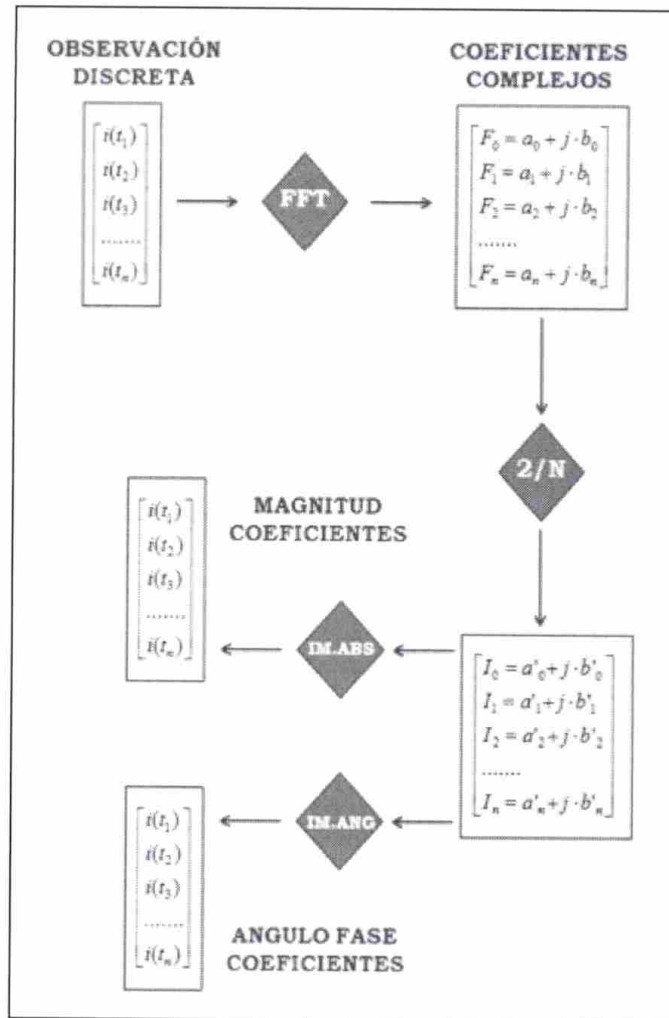 OBSERVACIÓN
DISCRETA
i(t₁)
i(t₂)
i(t₃)
.......
i(tₙ)
FFT
COEFICIENTES
COMPLEJOS
F₀ = a₀ + j · b₀
F₁ = a₁ + j · b₁
F₂ = a₂ + j · b₂
.......
Fₙ = aₙ + j · bₙ
2/N
I₀ = a'₀ + j · b'₀
I₁ = a'₁ + j · b'₁
I₂ = a'₂ + j · b'₂
.......
Iₙ = a'ₙ + j · b'ₙ
IM.ABS
MAGNITUD
COEFICIENTES
i(t₁)
i(t₂)
i(t₃)
.......
i(tₙ)
IM.ANG
i(t₁)
i(t₂)
i(t₃)
.......
i(tₙ)
ANGULO FASE
COEFICIENTES